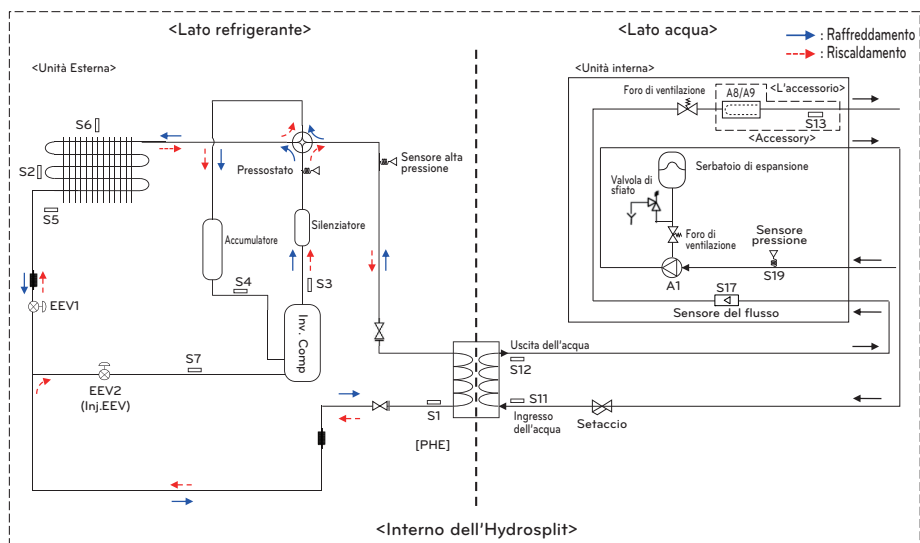 <Lato refrigerante>
<Lato acqua>
: Raffreddamento
: Riscaldamento
<Unità Esterna>
<Unità interna>
Foro di ventilazione
A8/A9
<L'accessorio>
S13
<Accessory>
S6
S2
S5
Pressostato
Sensore alta
pressione
Serbatoio di espansione
Valvola di
sfiato
Foro di
ventilazione
Sensore
pressione
S19
A1
S17
Sensore del flusso
Accumulatore
Silenziatore
S4
S3
EEV1
Inv. Comp
S7
EEV2
(Inj.EEV)
Uscita dell'acqua
S12
S1
S11
Ingresso
dell'acqua
Setaccio
[PHE]
<Interno dell'Hydrosplit>